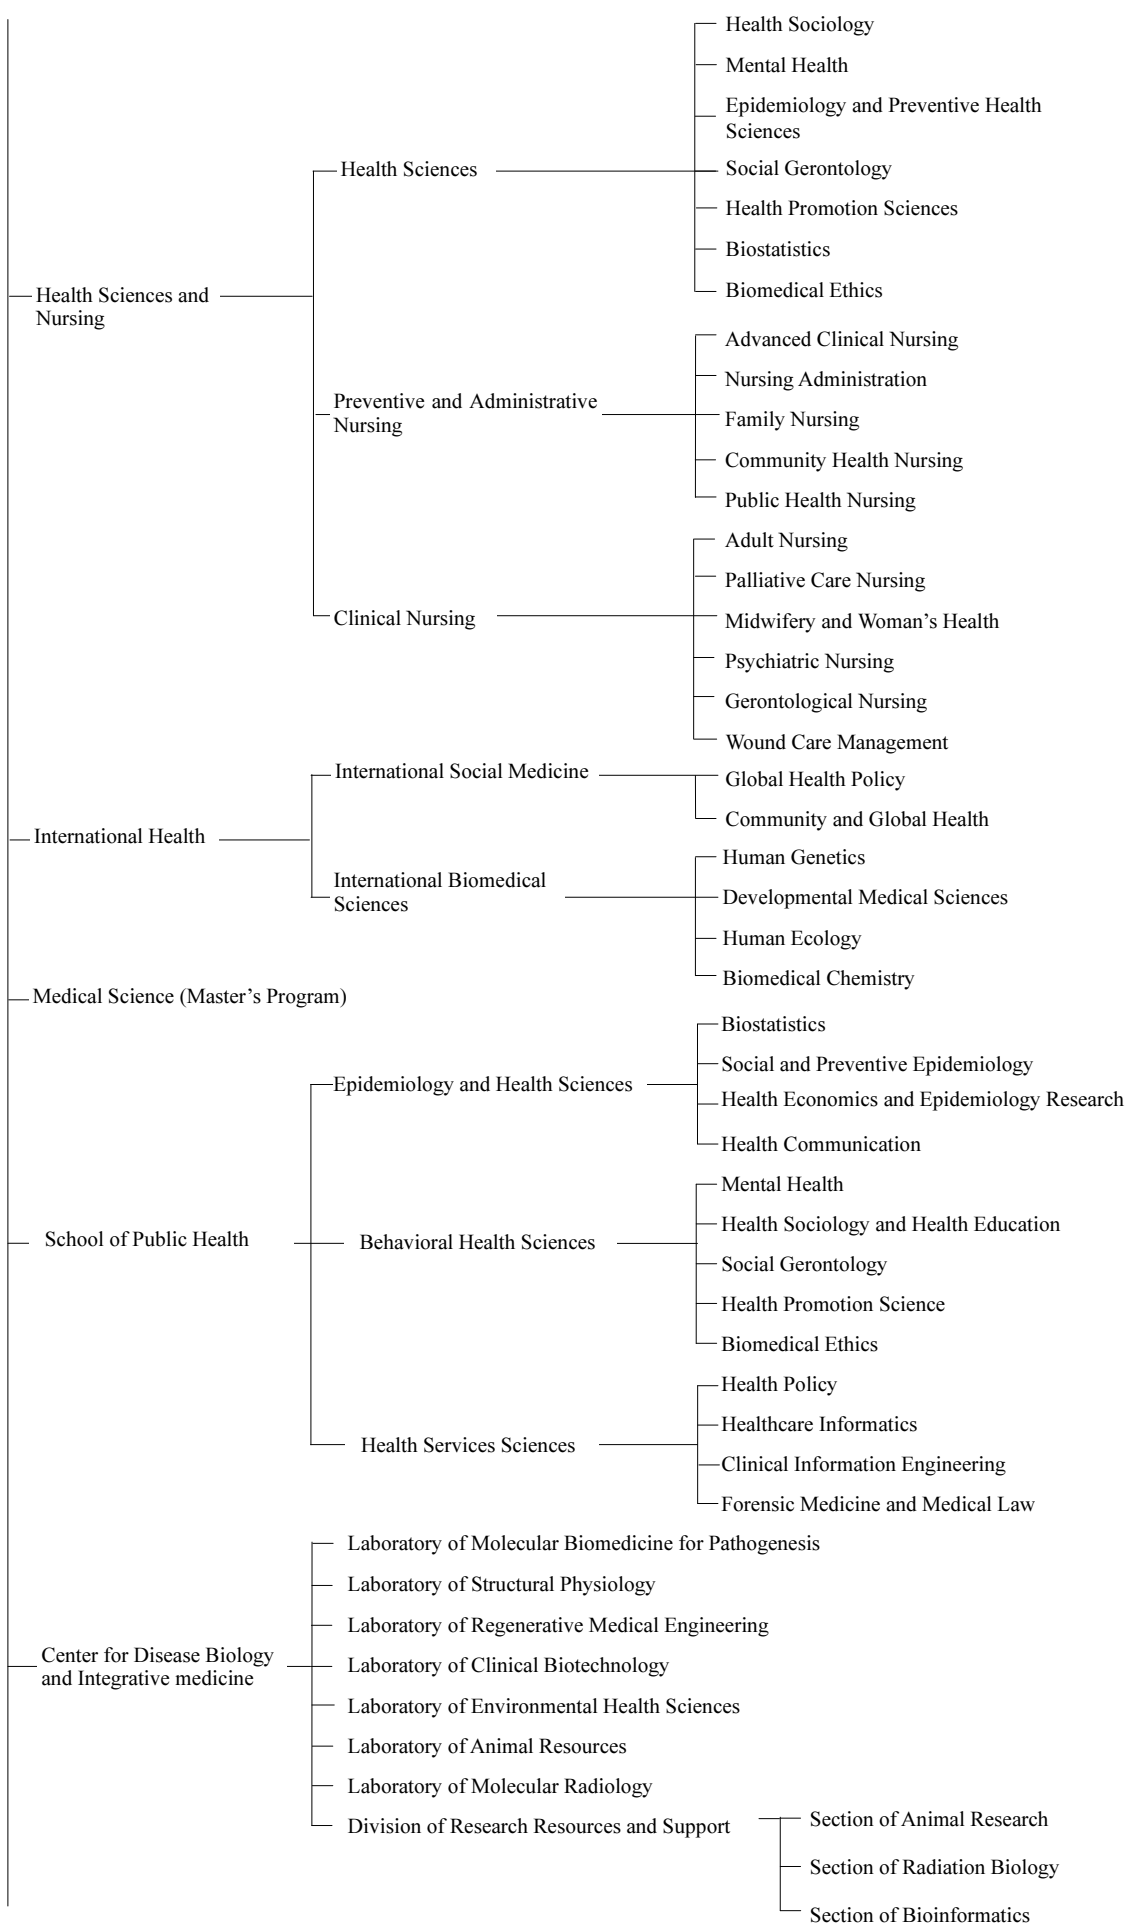 Health Sociology
Mental Health
Epidemiology and Preventive Health
Sciences
Health Sciences
Social Gerontology
Health Promotion Sciences
Biostatistics
Health Sciences and
Nursing
Biomedical Ethics
Advanced Clinical Nursing
Nursing Administration
Preventive and Administrative
Nursing
Family Nursing
Community Health Nursing
Public Health Nursing
Adult Nursing
Palliative Care Nursing
Clinical Nursing
Midwifery and Woman’s Health
Psychiatric Nursing
Gerontological Nursing
Wound Care Management
International Social Medicine
Global Health Policy
Community and Global Health
International Health
Human Genetics
International Biomedical
Sciences
Developmental Medical Sciences
Human Ecology
Biomedical Chemistry
Medical Science (Master’s Program)
Biostatistics
Social and Preventive Epidemiology
Epidemiology and Health Sciences
Health Economics and Epidemiology Research
Health Communication
Mental Health
Health Sociology and Health Education
School of Public Health
Behavioral Health Sciences
Social Gerontology
Health Promotion Science
Biomedical Ethics
Health Policy
Healthcare Informatics
Health Services Sciences
Clinical Information Engineering
Forensic Medicine and Medical Law
Laboratory of Molecular Biomedicine for Pathogenesis
Laboratory of Structural Physiology
Laboratory of Regenerative Medical Engineering
Center for Disease Biology
and Integrative medicine
Laboratory of Clinical Biotechnology
Laboratory of Environmental Health Sciences
Laboratory of Animal Resources
Laboratory of Molecular Radiology
Division of Research Resources and Support
Section of Animal Research
Section of Radiation Biology
Section of Bioinformatics